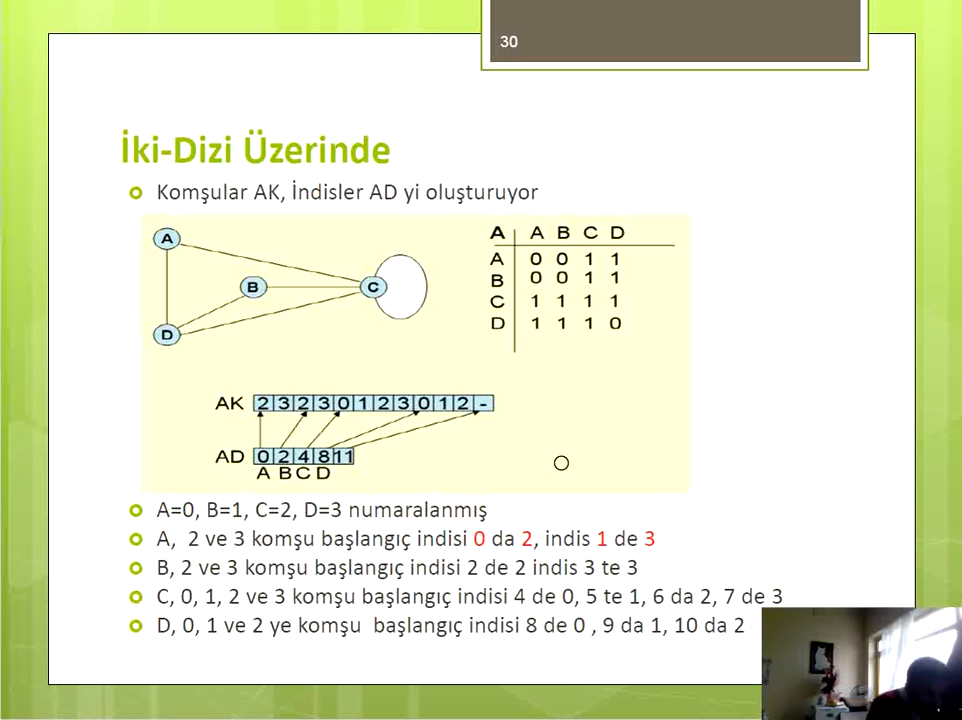 30
İki-Dizi Üzerinde
Komşular AK, İndisler AD yi oluşturuyor
A
B
C
D
A A B C D
A 0 0 1 1
B 0 0 1 1
C 1 1 1 1
D 1 1 1 0
AK 2 3 2 3 0 1 2 3 0 1 2 -
AD 0 2 4 8 11
A B C D
A=0, B=1, C=2, D=3 numaralanmış
A, 2 ve 3 komşu başlangıç indisi 0 da 2, indis 1 de 3
B, 2 ve 3 komşu başlangıç indisi 2 de 2 indis 3 te 3
C, 0, 1, 2 ve 3 komşu başlangıç indisi 4 de 0, 5 te 1, 6 da 2, 7 de 3
D, 0, 1 ve 2 ye komşu başlangıç indisi 8 de 0 , 9 da 1, 10 da 2